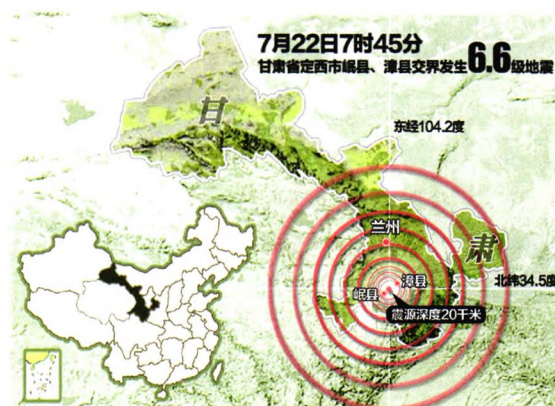 7月22日7时45分
甘肃省定西市岷县、漳县交界发生6.6级地震
东经104.2度
甘
兰州
肃
漳县
岷县
北纬34.5度
震源深度20千米